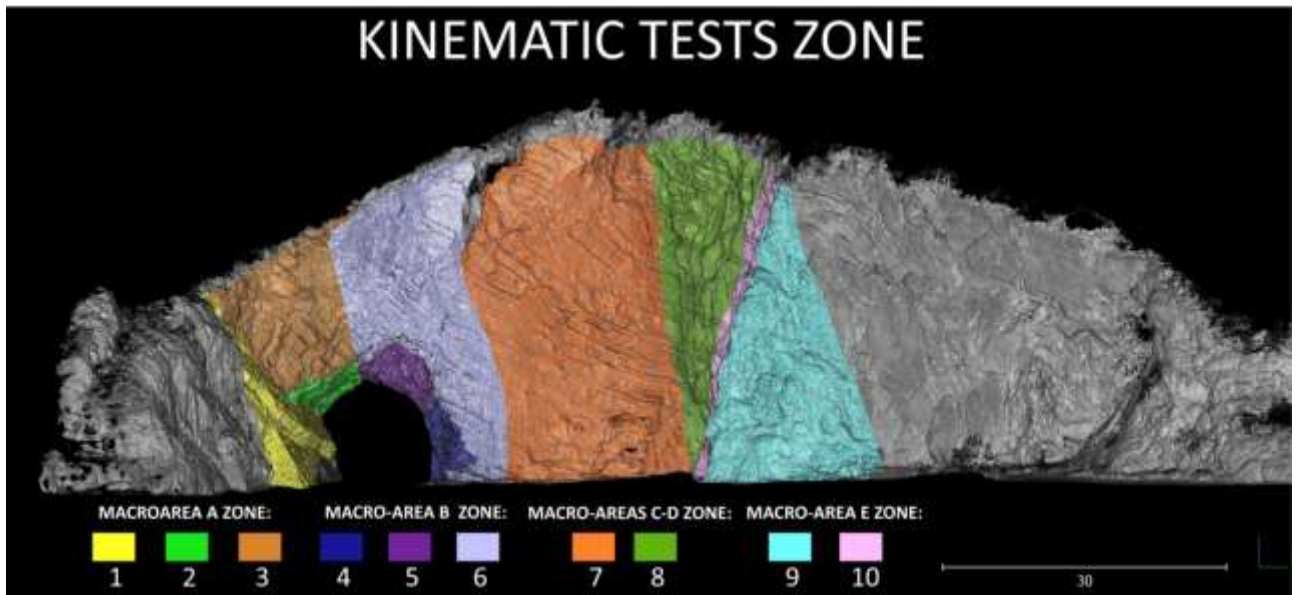 KINEMATIC TESTS ZONE
MACROAREA A ZONE: MACRO-AREA B ZONE: MACRO-AREAS C-D ZONE: MACRO-AREA E ZONE:
1 2 3 4 5 6 7 8 9 10
30